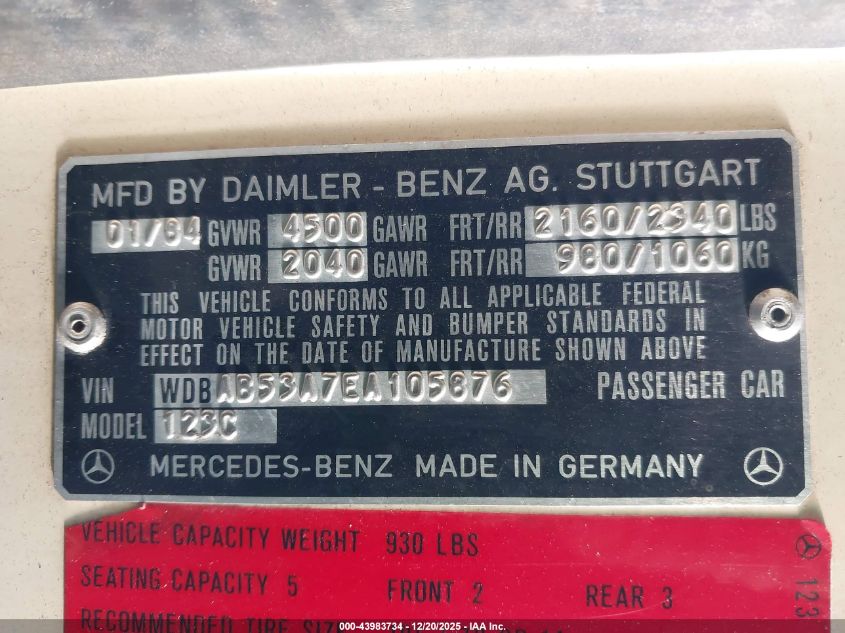 MFD BY DAIMLER - BENZ AG. STUTTGART
01/84 GVWR 4500 GAWR FRT/RR 2160/2340 LBS
GVWR 2040 GAWR FRT/RR 980/1060 KG
THIS VEHICLE CONFORMS TO ALL APPLICABLE FEDERAL
MOTOR VEHICLE SAFETY AND BUMPER STANDARDS IN
EFFECT ON THE DATE OF MANUFACTURE SHOWN ABOVE
VIN WDBAB53A7EA105876 PASSENGER CAR
MODEL 123C
MERCEDES-BENZ MADE IN GERMANY
VEHICLE CAPACITY WEIGHT 930 LBS
SEATING CAPACITY 5 FRONT 2 REAR 3
123
RECOMMENDED TIRE SIZE
000-43983734 - 12/20/2025 - IAA Inc.